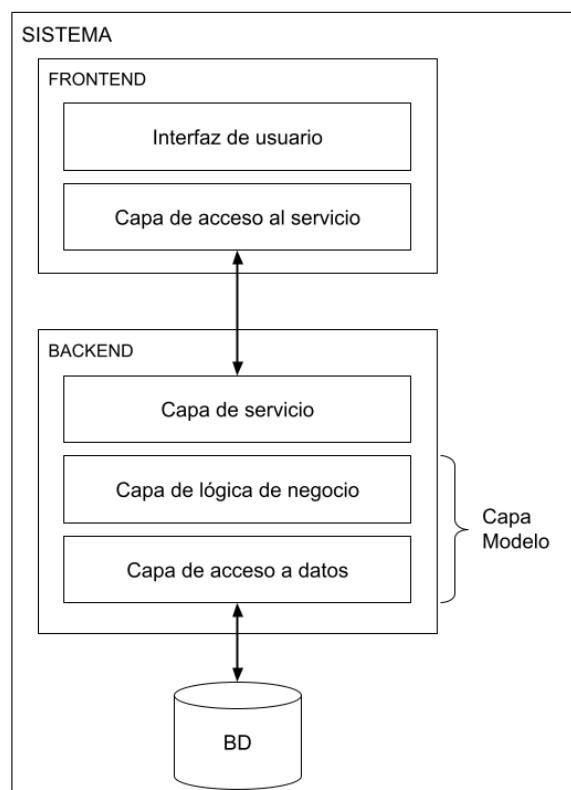 SISTEMA
FRONTEND
Interfaz de usuario
Capa de acceso al servicio
BACKEND
Capa de servicio
Capa de lógica de negocio
Capa de acceso a datos
Capa
Modelo
BD